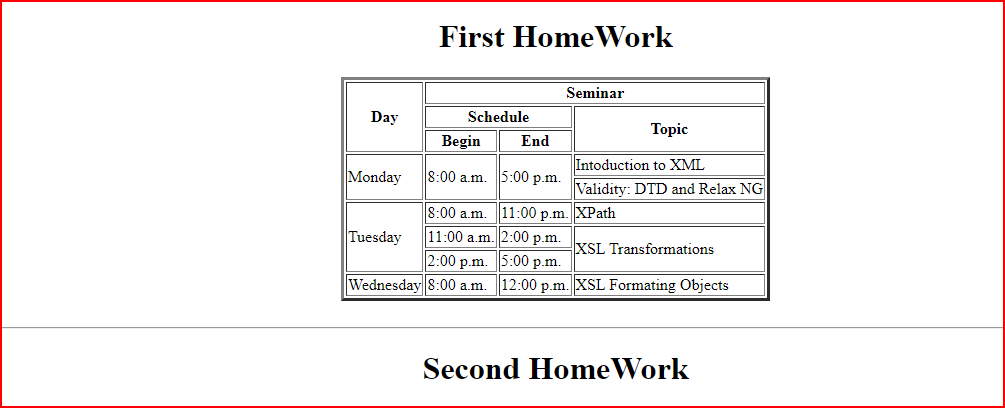 First HomeWork
Seminar
Day
Schedule
Topic
Begin End
Monday 8:00 a.m. 5:00 p.m. Intoduction to XML
Validity: DTD and Relax NG
Tuesday 8:00 a.m. 11:00 p.m. XPath
11:00 a.m. 2:00 p.m. XSL Transformations
2:00 p.m. 5:00 p.m.
Wednesday 8:00 a.m. 12:00 p.m. XSL Formating Objects
Second HomeWork